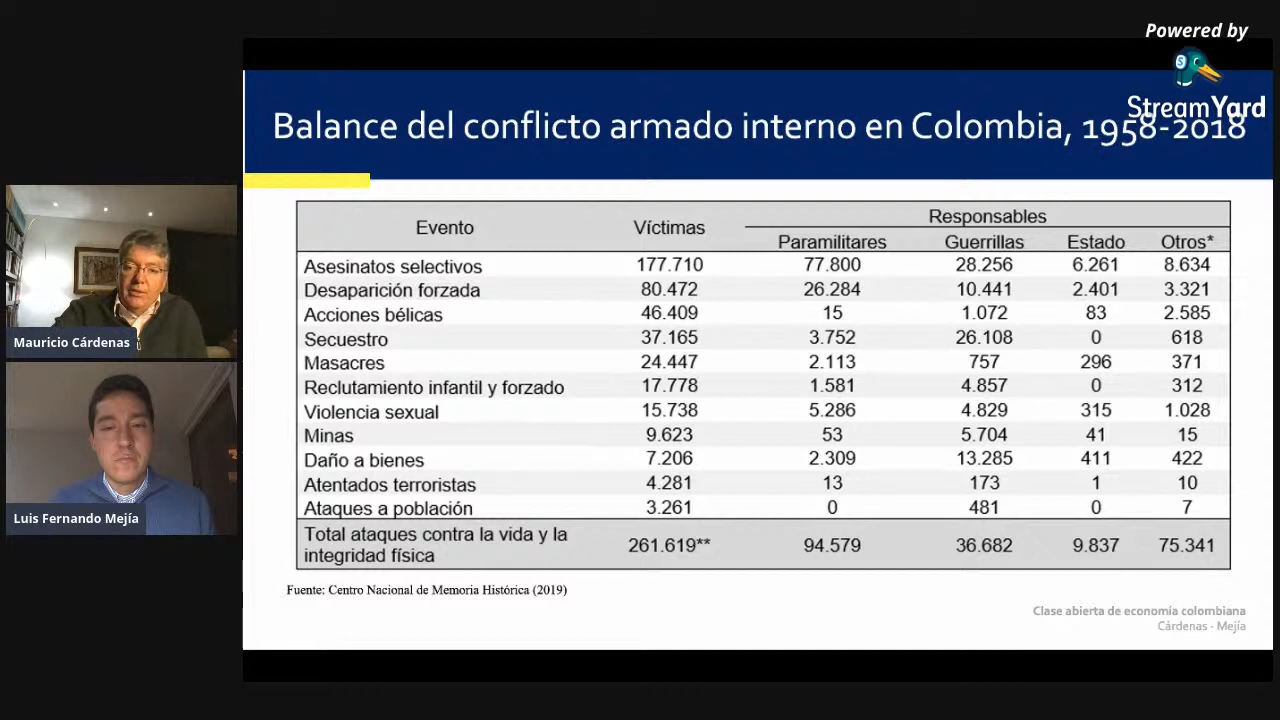 Powered by
StreamYard
Balance del conflicto armado interno en Colombia, 1958-2018
Evento Víctimas Responsables
Paramilitares Guerrillas Estado Otros*
Asesinatos selectivos 177.710 77.800 28.256 6.261 8.634
Desaparición forzada 80.472 26.284 10.441 2.401 3.321
Acciones bélicas 46.409 15 1.072 83 2.585
Secuestro 37.165 3.752 26.108 0 618
Masacres 24.447 2.113 757 296 371
Reclutamiento infantil y forzado 17.778 1.581 4.857 0 312
Violencia sexual 15.738 5.286 4.829 315 1.028
Minas 9.623 53 5.704 41 15
Daño a bienes 7.206 2.309 13.285 411 422
Atentados terroristas 4.281 13 173 1 10
Ataques a población 3.261 0 481 0 7
Total ataques contra la vida y la
integridad física 261.619** 94.579 36.682 9.837 75.341
Fuente: Centro Nacional de Memoria Histórica (2019)
Clase abierta de economía colombiana
Cárdenas - Mejía
Mauricio Cárdenas
Luis Fernando Mejía